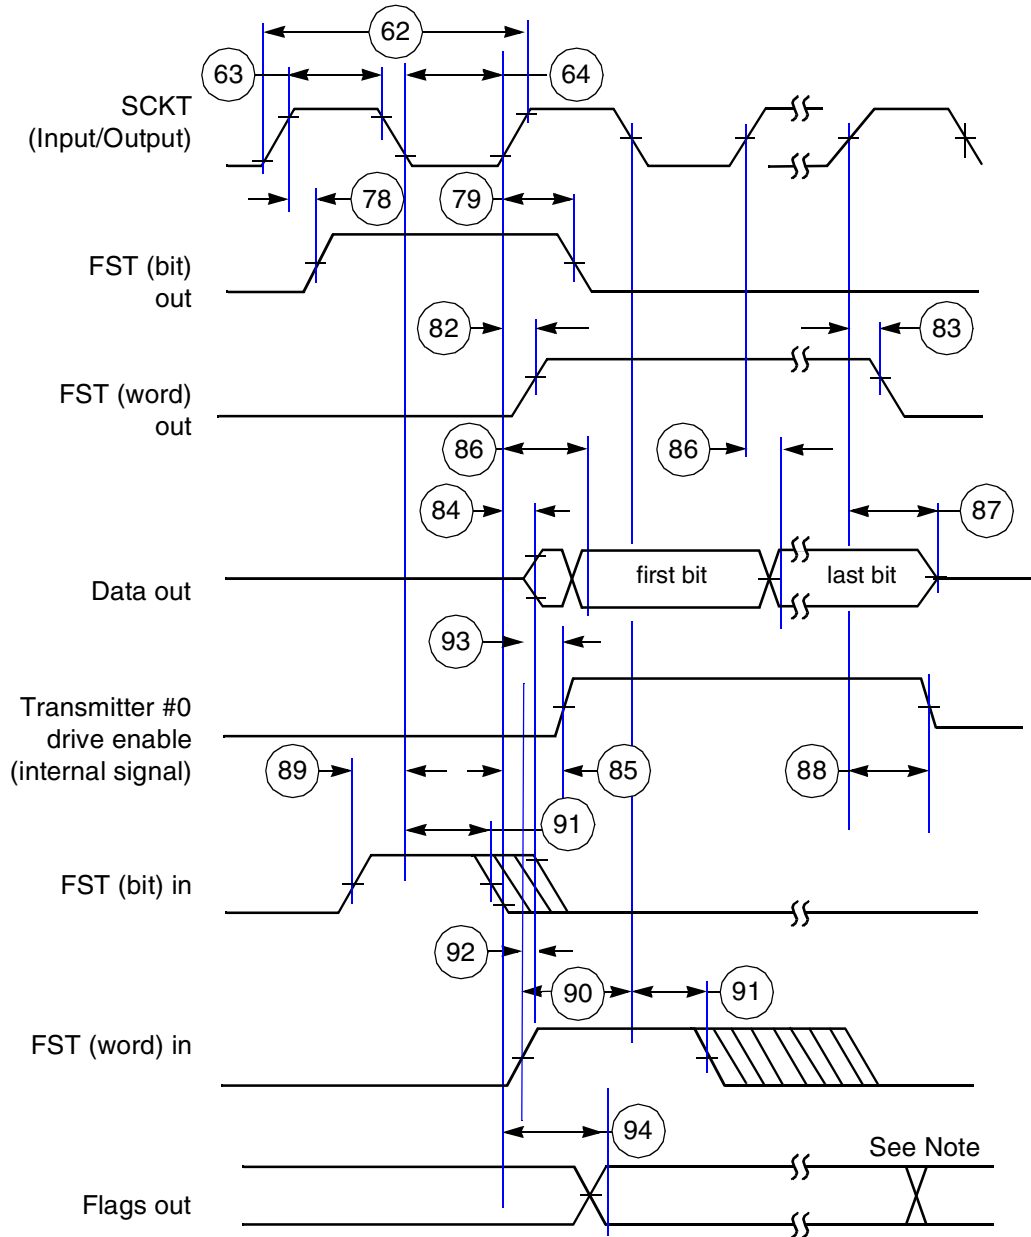 62
63
64
SCKT
(Input/Output)
78
79
FST (bit)
out
82
83
FST (word)
out
86
86
84
87
Data out
first bit
last bit
93
Transmitter #0
drive enable
(internal signal)
89
85
88
91
FST (bit) in
92
90
91
FST (word) in
94
See Note
Flags out